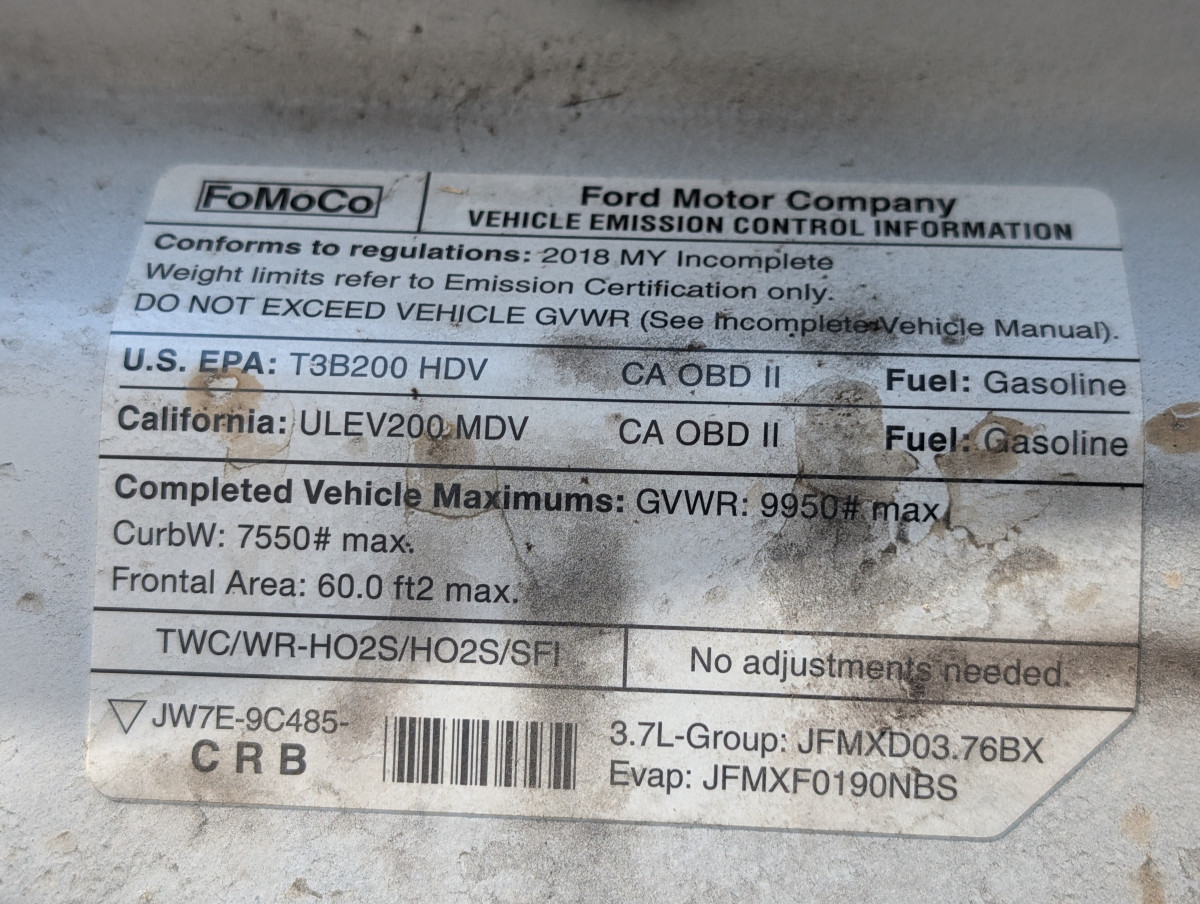 FoMoCo
Ford Motor Company
VEHICLE EMISSION CONTROL INFORMATION
Conforms to regulations: 2018 MY Incomplete
Weight limits refer to Emission Certification only.
DO NOT EXCEED VEHICLE GVWR (See Incomplete Vehicle Manual).
U.S. EPA: T3B200 HDV CA OBD II Fuel: Gasoline
California: ULEV200 MDV CA OBD II Fuel: Gasoline
Completed Vehicle Maximums: GVWR: 9950# max
CurbW: 7550# max.
Frontal Area: 60.0 ft2 max.
TWC/WR-HO2S/HO2S/SFI No adjustments needed.
JW7E-9C485-
CRB
3.7L-Group: JFMXD03.76BX
Evap: JFMXF0190NBS